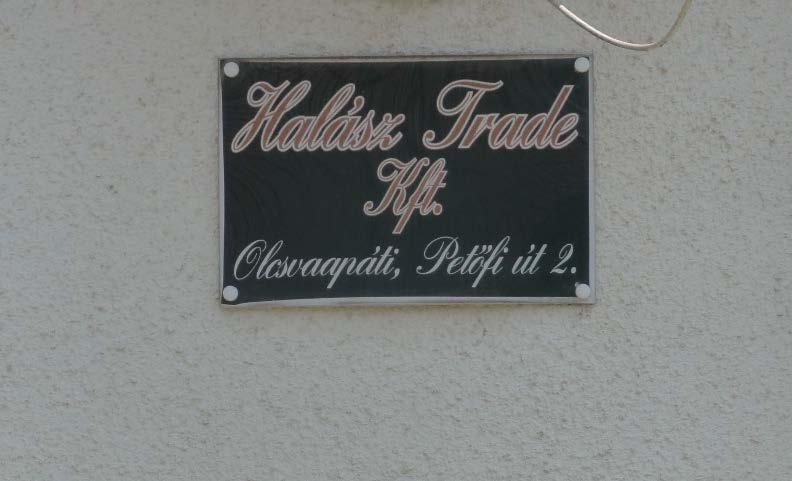 Halász Trade
Kft.
Olcsvaapáti, Petőfi út 2.